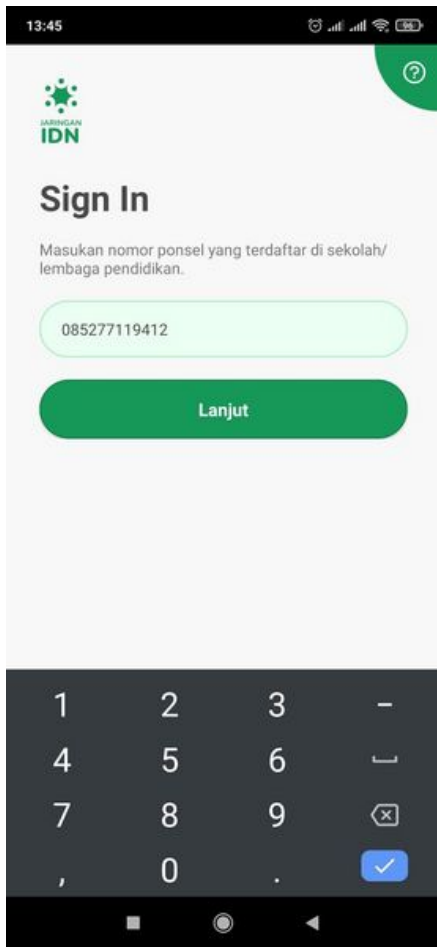 13:45
96
JARINGAN
IDN
Sign In
Masukan nomor ponsel yang terdaftar di sekolah/
lembaga pendidikan.
085277119412
Lanjut
1 2 3 -
4 5 6
7 8 9
, 0 .